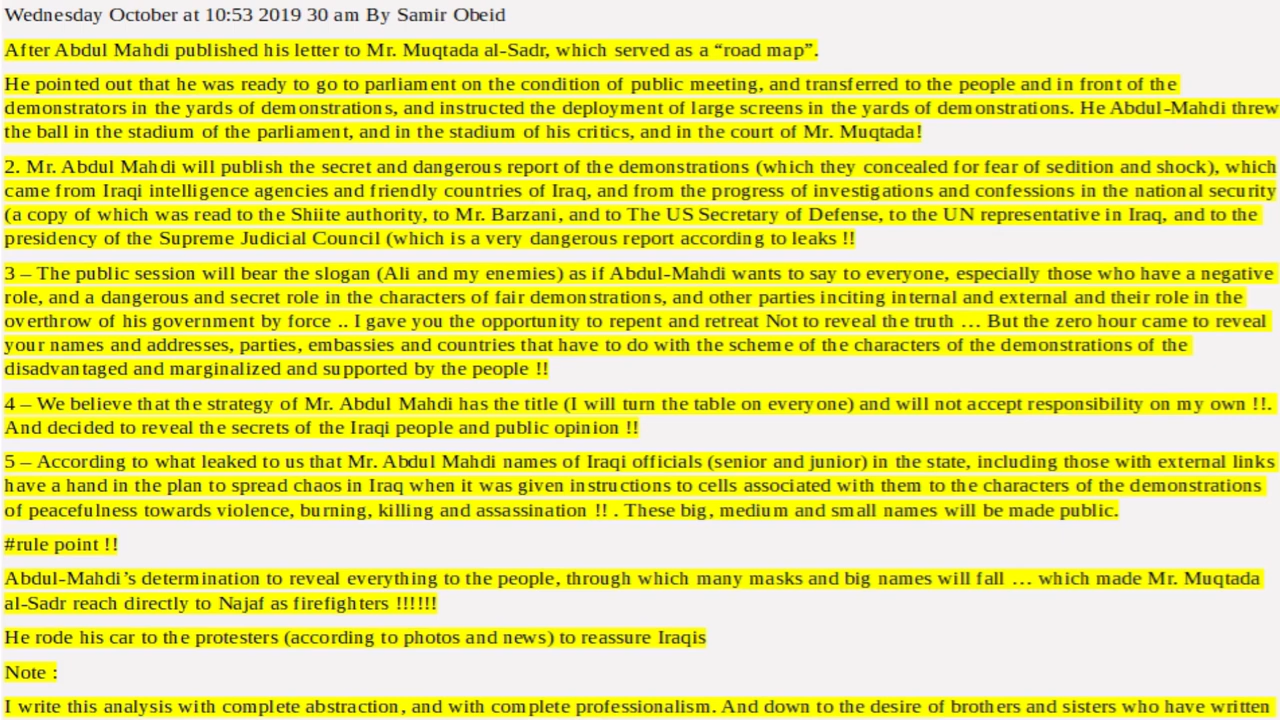 Wednesday October at 10:53 2019 30 am By Samir Obeid
After Abdul Mahdi published his letter to Mr. Muqtada al-Sadr, which served as a “road map”.
He pointed out that he was ready to go to parliament on the condition of public meeting, and transferred to the people and in front of the
demonstrators in the yards of demonstrations, and instructed the deployment of large screens in the yards of demonstrations. He Abdul-Mahdi threw
the ball in the stadium of the parliament, and in the stadium of his critics, and in the court of Mr. Muqtada!
2. Mr. Abdul Mahdi will publish the secret and dangerous report of the demonstrations (which they concealed for fear of sedition and shock), which
came from Iraqi intelligence agencies and friendly countries of Iraq, and from the progress of investigations and confessions in the national security
(a copy of which was read to the Shiite authority, to Mr. Barzani, and to The US Secretary of Defense, to the UN representative in Iraq, and to the
presidency of the Supreme Judicial Council (which is a very dangerous report according to leaks !!
3 – The public session will bear the slogan (Ali and my enemies) as if Abdul-Mahdi wants to say to everyone, especially those who have a negative
role, and a dangerous and secret role in the characters of fair demonstrations, and other parties inciting internal and external and their role in the
overthrow of his government by force .. I gave you the opportunity to repent and retreat Not to reveal the truth … But the zero hour came to reveal
your names and addresses, parties, embassies and countries that have to do with the scheme of the characters of the demonstrations of the
disadvantaged and marginalized and supported by the people !!
4 – We believe that the strategy of Mr. Abdul Mahdi has the title (I will turn the table on everyone) and will not accept responsibility on my own !!.
And decided to reveal the secrets of the Iraqi people and public opinion !!
5 – According to what leaked to us that Mr. Abdul Mahdi names of Iraqi officials (senior and junior) in the state, including those with external links
have a hand in the plan to spread chaos in Iraq when it was given instructions to cells associated with them to the characters of the demonstrations
of peacefulness towards violence, burning, killing and assassination !! . These big, medium and small names will be made public.
#rule point !!
Abdul-Mahdi’s determination to reveal everything to the people, through which many masks and big names will fall … which made Mr. Muqtada
al-Sadr reach directly to Najaf as firefighters !!!!!!
He rode his car to the protesters (according to photos and news) to reassure Iraqis
Note :
I write this analysis with complete abstraction, and with complete professionalism. And down to the desire of brothers and sisters who have written